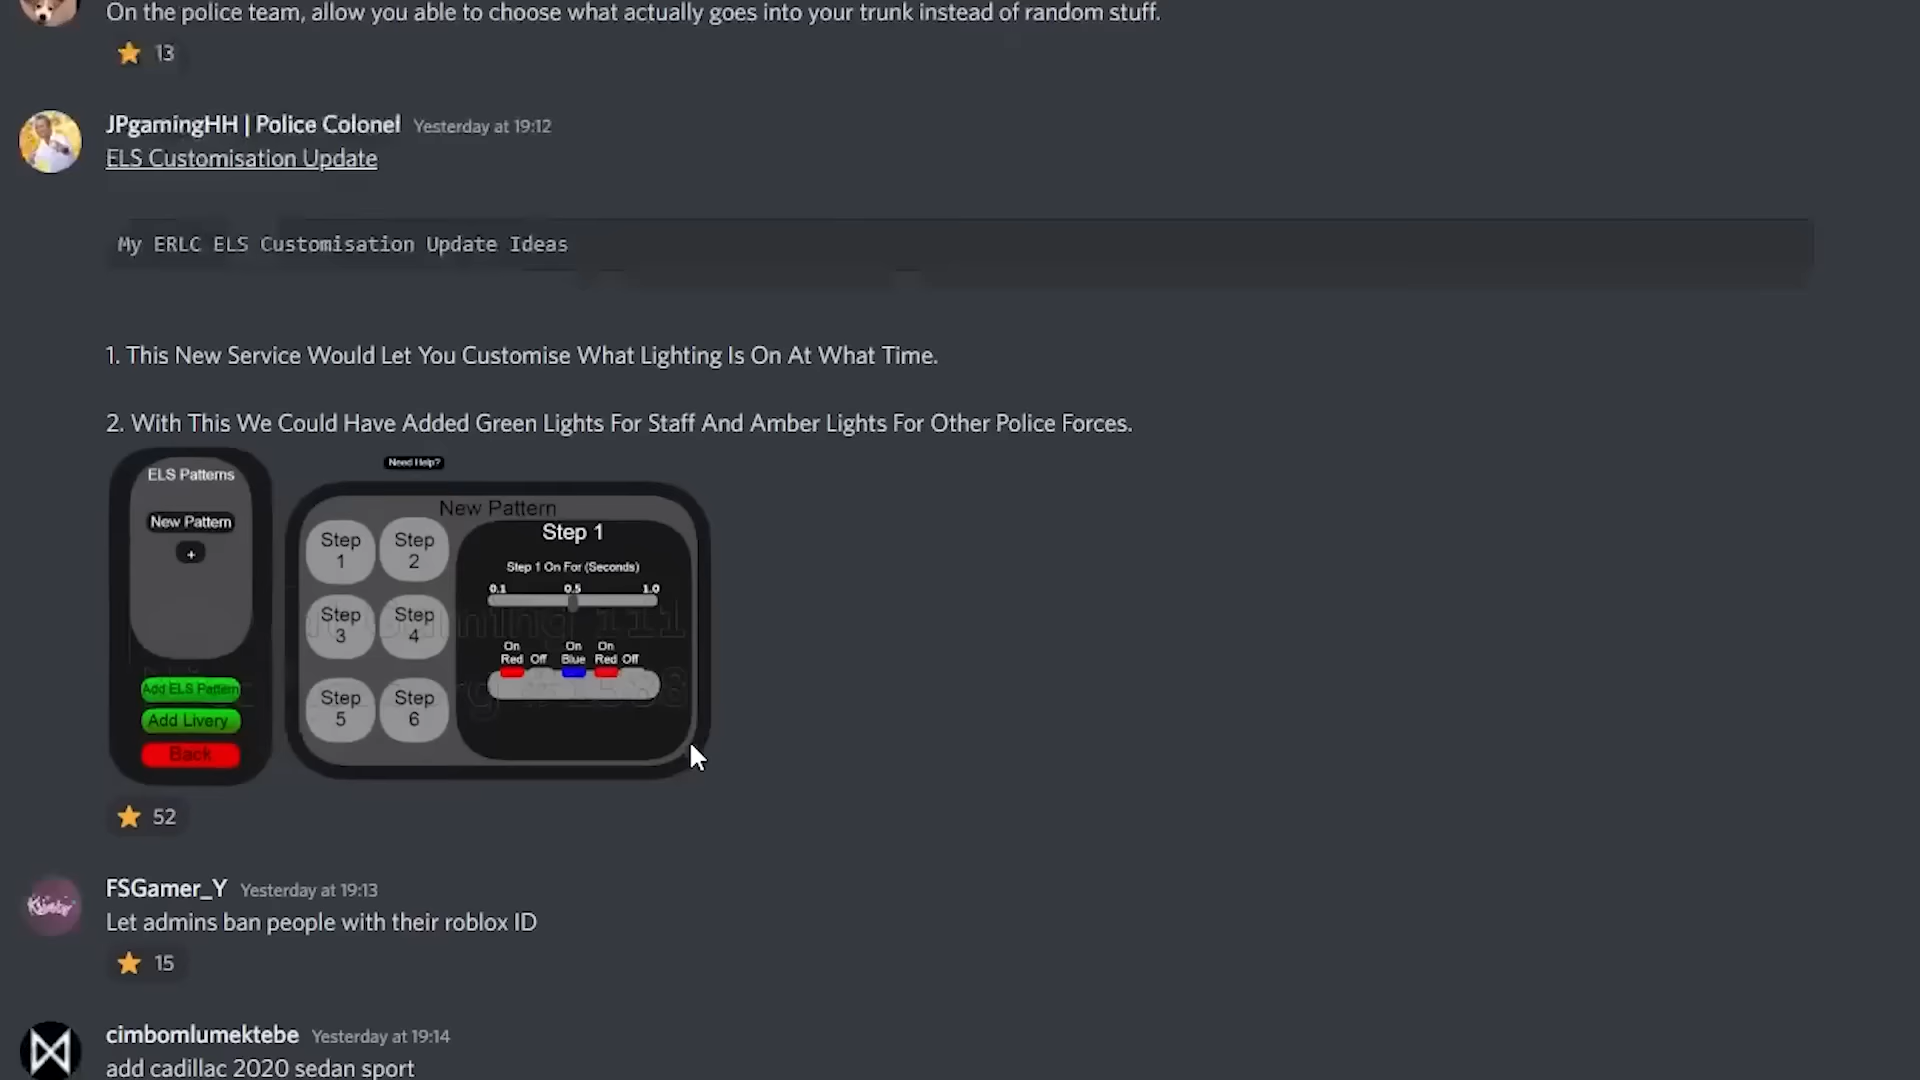 On the police team, allow you able to choose what actually goes into your trunk instead of random stuff.
13
JPgamingHH | Police Colonel Yesterday at 19:12
ELS Customisation Update
My ERLC ELS Customisation Update Ideas
1. This New Service Would Let You Customise What Lighting Is On At What Time.
2. With This We Could Have Added Green Lights For Staff And Amber Lights For Other Police Forces.
ELS Patterns
New Pattern
+
Add ELS Pattern
Add Livery
Back
Need Help?
New Pattern
Step 1
Step 2
Step 3
Step 4
Step 5
Step 6
Step 1
Step 1 On For (Seconds)
0.1 0.5 1.0
On On On
Red Off Blue Red Off
52
FSGamer_Y Yesterday at 19:13
Let admins ban people with their roblox ID
15
cimbomlumektebe Yesterday at 19:14
add cadillac 2020 sedan sport